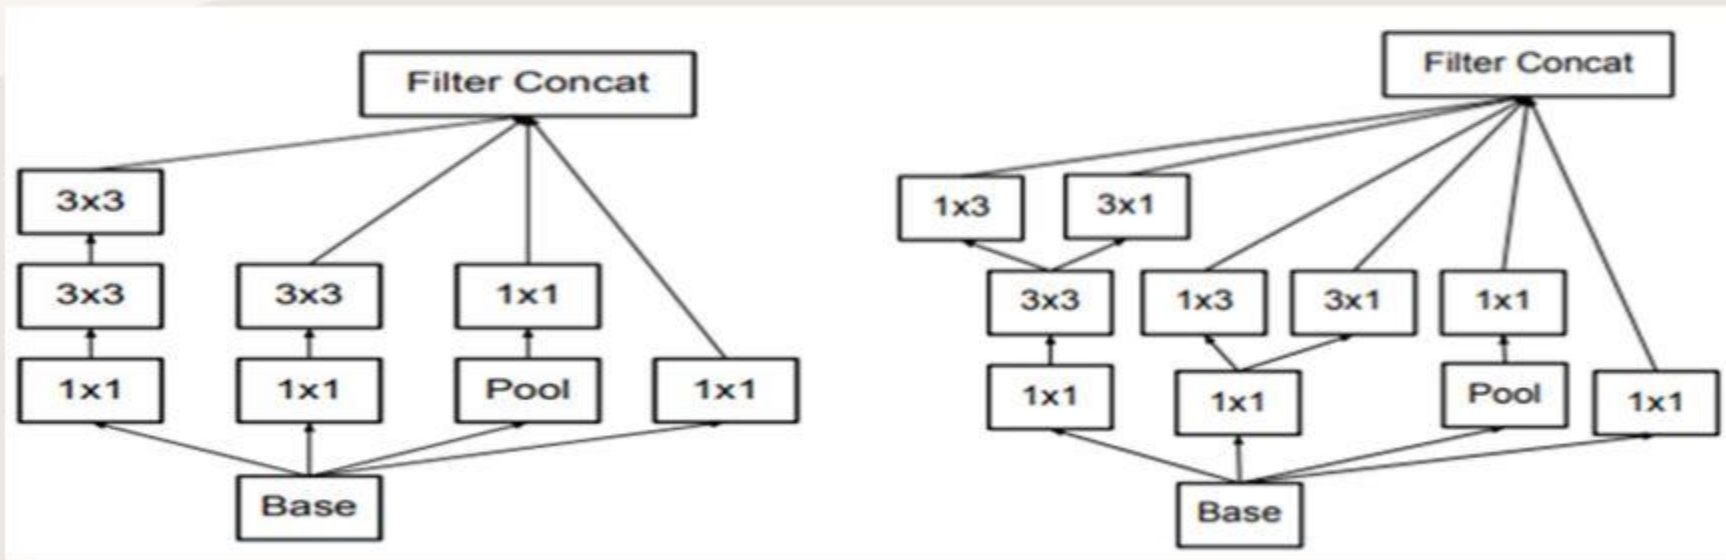 Filter Concat
3x3
3x3
3x3
1x1
1x1
1x1
Pool
1x1
Base
Filter Concat
1x3
3x1
3x3
1x3
3x1
1x1
1x1
1x1
Pool
1x1
Base